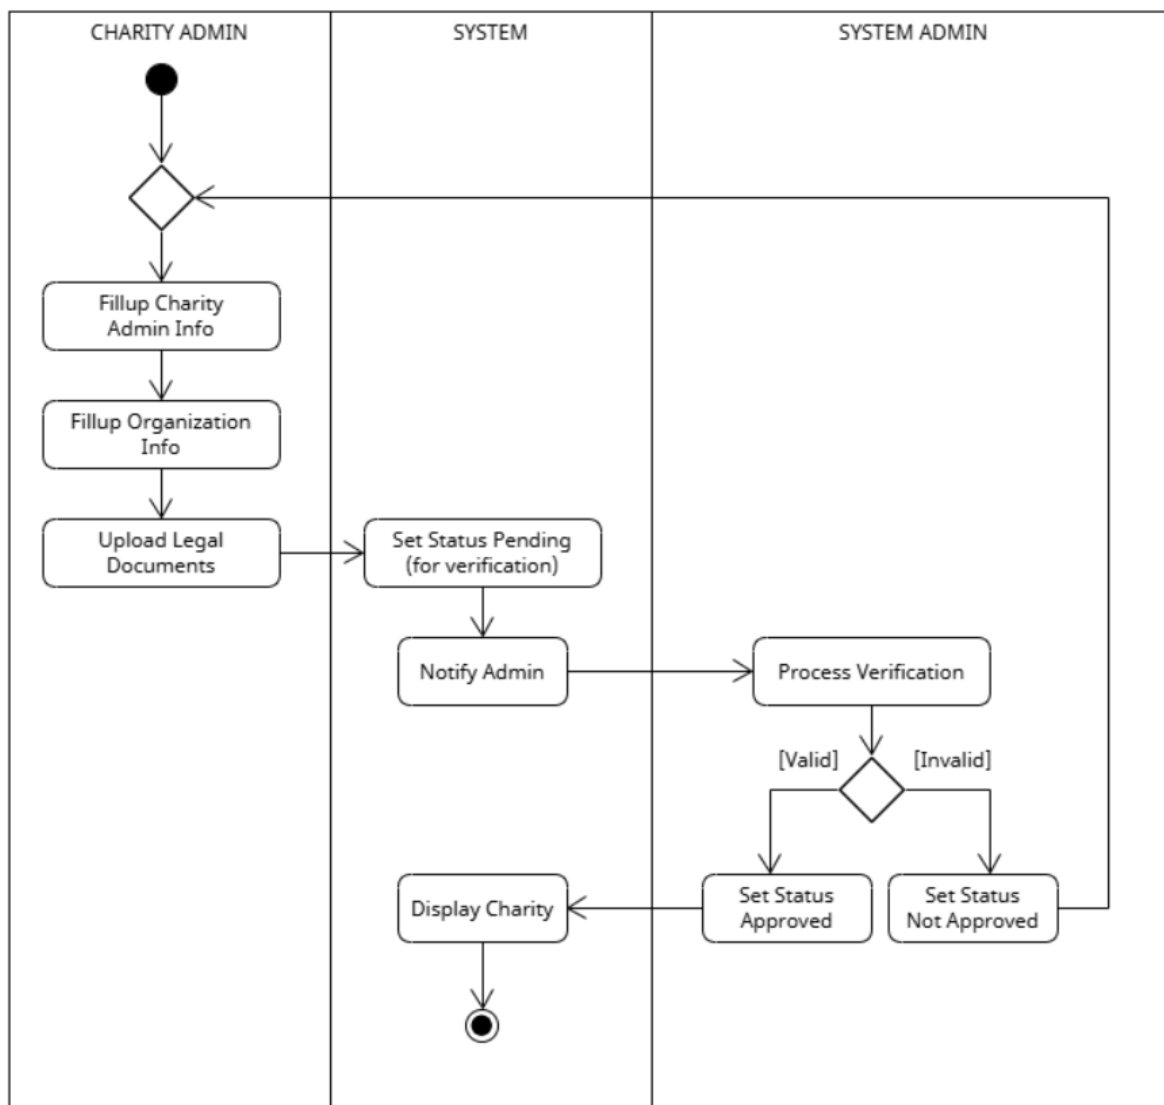 CHARITY ADMIN
SYSTEM
SYSTEM ADMIN
Fillup Charity
Admin Info
Fillup Organization
Info
Upload Legal
Documents
Set Status Pending
(for verification)
Notify Admin
Process Verification
[Valid]
[Invalid]
Display Charity
Set Status
Approved
Set Status
Not Approved